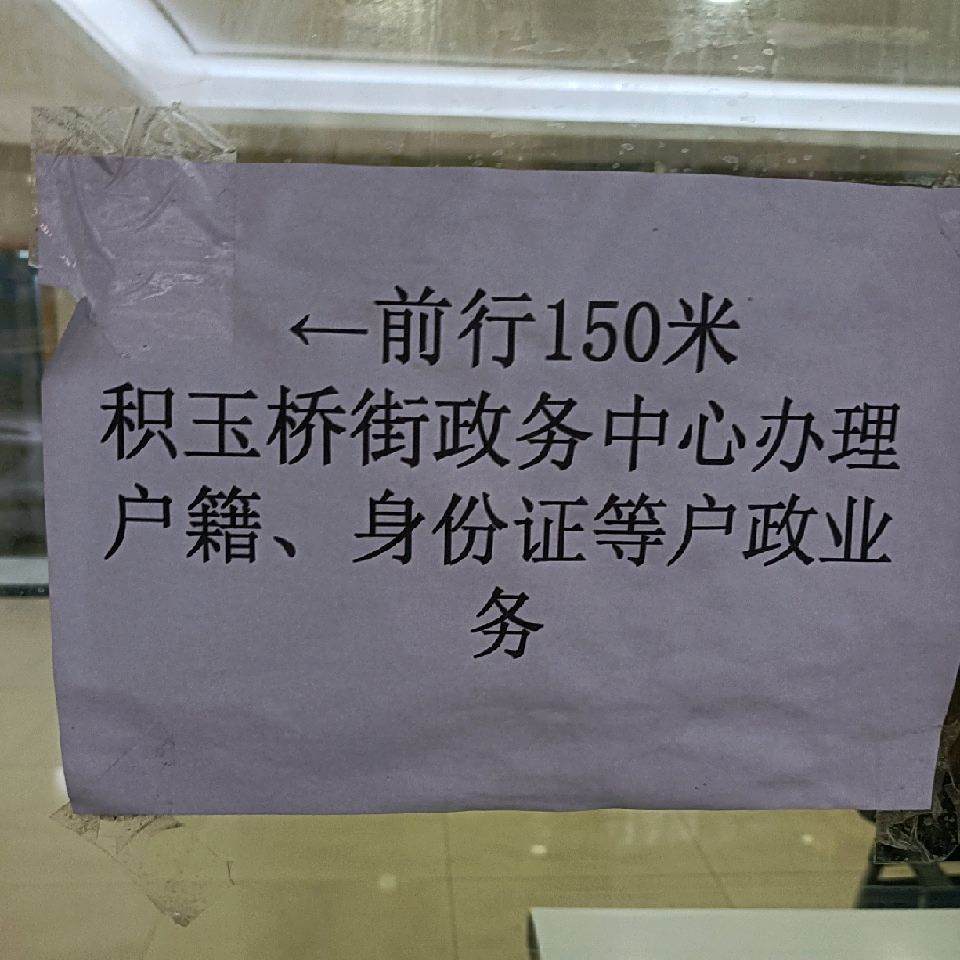 ←前行150米
积玉桥街政务中心办理
户籍、身份证等户政业
务